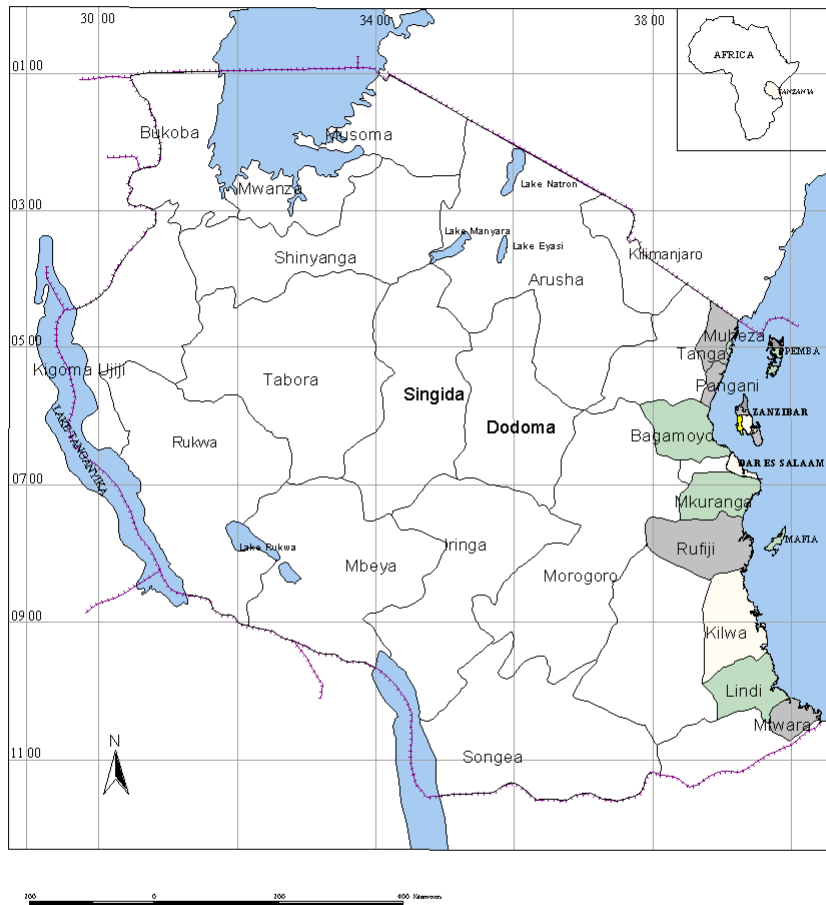 30 00
34 00
38 00
AFRICA
TANZANIA
01 00
Bukoba
Musoma
Mwanza
Lake Natron
03 00
Lake Manyara
Lake Eyasi
Kilimanjaro
Shinyanga
Arusha
Muheza
05 00
PEMBA
Tanga
Kigoma Ujiji
Tabora
Singida
Pangani
ZANZIBAR
Dodoma
Bagamoyo
Rukwa
DAR ES SALAAM
LAKE TANGANYIKA
07 00
Mkuranga
MAFIA
Lake Rukwa
Iringa
Rufiji
Mbeya
Morogoro
09 00
Kilwa
Lindi
Mtwara
11 00
N
Songea
200 0 200 400 Kilometers